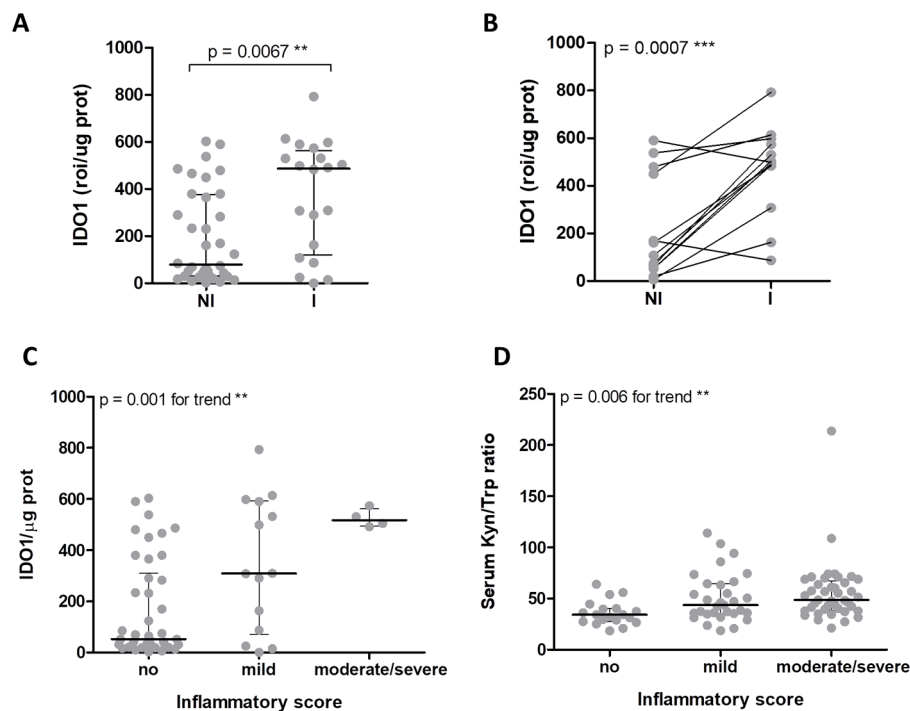 A
B
p = 0.0067 **
p = 0.0007 ***
1000
800
600
400
200
0
IDO1 (roi/ug prot)
NI
I
1000
800
600
400
200
0
IDO1 (roi/ug prot)
NI
I
C
D
p = 0.001 for trend **
1000
800
600
400
200
0
IDO1/μg prot
no
mild
moderate/severe
Inflammatory score
p = 0.006 for trend **
250
200
150
100
50
0
Serum Kyn/Trp ratio
no
mild
moderate/severe
Inflammatory score